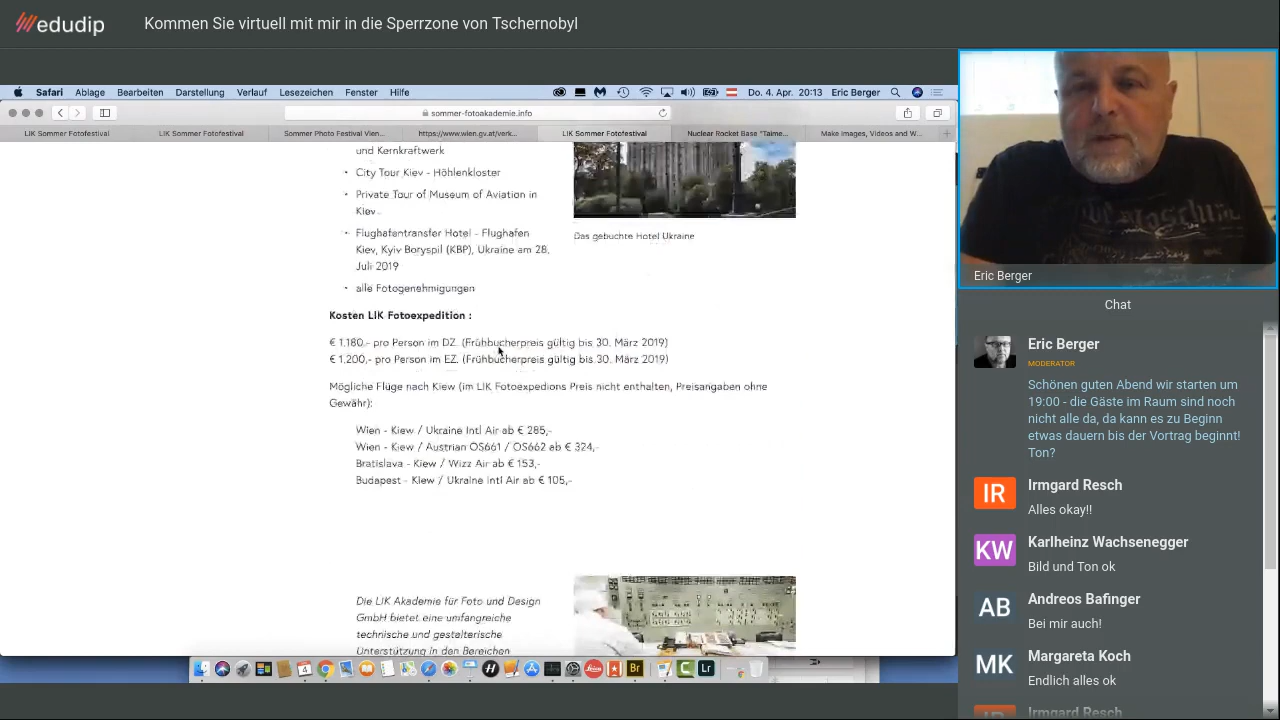 edudip
Kommen Sie virtuell mit mir in die Sperrzone von Tschernobyl
Safari Ablage Bearbeiten Darstellung Verlauf Lesezeichen Fenster Hilfe
Do. 4. Apr. 20:13 Eric Berger
sommer-fotoakademie.info
LIK Sommer Fotofestival
LIK Sommer Fotofestival
Sommer Photo Festival Vien...
https://www.wien.gv.at/verk...
LIK Sommer Fotofestival
Nuclear Rocket Base "Taime...
Make Images, Videos and W...
und Kernkraftwerk
• City Tour Kiev - Höhlenkloster
• Private Tour of Museum of Aviation in
Kiev
• Flughafentransfer Hotel - Flughafen
Kiev, Kyiv Boryspil (KBP), Ukraine am 28.
Juli 2019
• alle Fotogenehmigungen
Das gebuchte Hotel Ukraine
Kosten LIK Fotoexpedition :
€ 1.180,- pro Person im DZ. (Frühbucherpreis gültig bis 30. März 2019)
€ 1.200,- pro Person im EZ. (Frühbucherpreis gültig bis 30. März 2019)
Mögliche Flüge nach Kiew (im LIK Fotoexpedions Preis nicht enthalten, Preisangaben ohne
Gewähr):
Wien - Kiew / Ukraine Intl Air ab € 285,-
Wien - Kiew / Austrian OS661 / OS662 ab € 324,-
Bratislava - Kiew / Wizz Air ab € 153,-
Budapest - Kiew / Ukraine Intl Air ab € 105,-
Die LIK Akademie für Foto und Design
GmbH bietet eine umfangreiche
technische und gestalterische
Unterstützung in den Bereichen
Br
Lr
Eric Berger
Chat
Eric Berger
MODERATOR
Schönen guten Abend wir starten um
19:00 - die Gäste im Raum sind noch
nicht alle da, da kann es zu Beginn
etwas dauern bis der Vortrag beginnt!
Ton?
IR
Irmgard Resch
Alles okay!!
KW
Karlheinz Wachsenegger
Bild und Ton ok
AB
Andreos Bafinger
Bei mir auch!
MK
Margareta Koch
Endlich alles ok
IR
Irmgard Resch